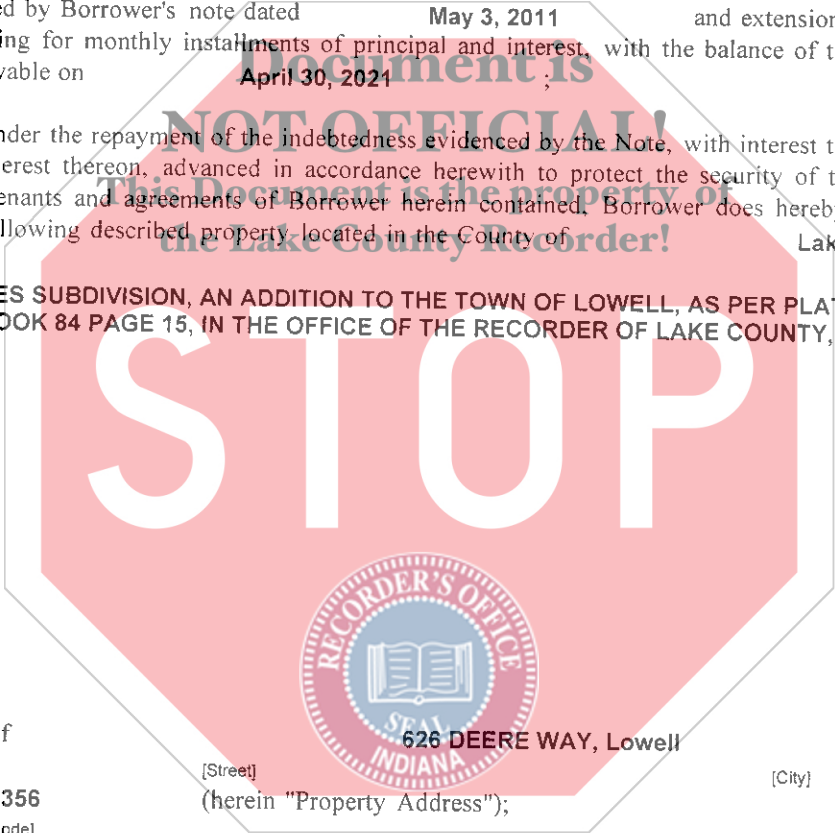 ed by Borrower's note dated May 3, 2011 and extension
ing for monthly installments of principal and interest, with the balance of t
yable on April 30, 2021 ;
Document is
NOT OFFICIAL!
This Document is the property of
the Lake County Recorder!
nder the repayment of the indebtedness evidenced by the Note, with interest t
erest thereon, advanced in accordance herewith to protect the security of t
enants and agreements of Borrower herein contained, Borrower does hereb
llowing described property located in the County of Lak
ES SUBDIVISION, AN ADDITION TO THE TOWN OF LOWELL, AS PER PLAT
OOK 84 PAGE 15, IN THE OFFICE OF THE RECORDER OF LAKE COUNTY,
STOP
RECORDER'S OFFICE
SEAL
INDIANA
f 626 DEERE WAY, Lowell
[Street] [City]
356 (herein "Property Address");
ode]